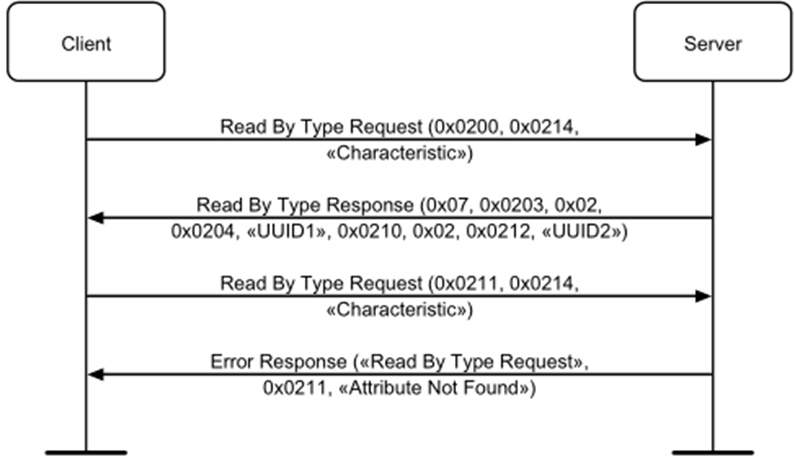 Client
Server
Read By Type Request (0x0200, 0x0214,
«Characteristic»)
Read By Type Response (0x07, 0x0203, 0x02,
0x0204, «UUID1», 0x0210, 0x02, 0x0212, «UUID2»)
Read By Type Request (0x0211, 0x0214,
«Characteristic»)
Error Response («Read By Type Request»,
0x0211, «Attribute Not Found»)